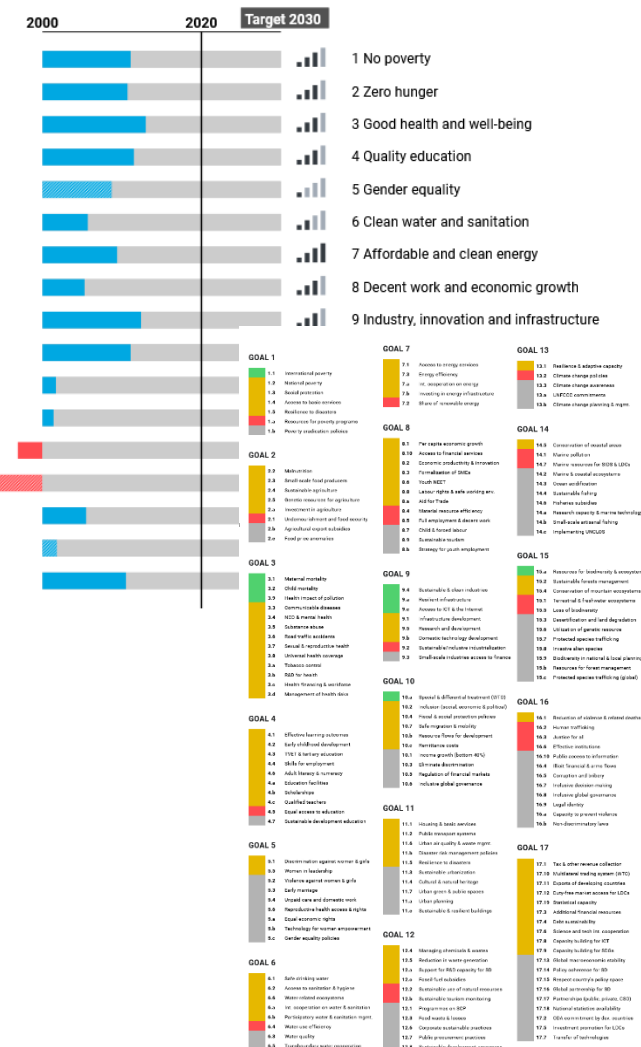 2000 2020 Target 2030
1 No poverty
2 Zero hunger
3 Good health and well-being
4 Quality education
5 Gender equality
6 Clean water and sanitation
7 Affordable and clean energy
8 Decent work and economic growth
9 Industry, innovation and infrastructure
GOAL 1
1.1 International poverty
1.2 National poverty
1.3 Social protection
1.4 Access to basic services
1.5 Resilience to disasters
1.a Resources for poverty programs
1.b Poverty eradication policies
GOAL 2
2.2 Malnutrition
2.3 Small-scale food producers
2.4 Sustainable agriculture
2.5 Genetic resources for agriculture
2.a Investment in agriculture
2.1 Undernourishment and food security
2.b Agricultural export subsidies
2.c Food price anomalies
GOAL 3
3.1 Maternal mortality
3.2 Child mortality
3.9 Health impact of pollution
3.3 Communicable diseases
3.4 NCD & mental health
3.5 Substance abuse
3.6 Road traffic accidents
3.7 Sexual & reproductive health
3.8 Universal health coverage
3.a Tobacco control
3.b R&D for health
3.c Health financing & workforce
3.d Management of health risks
GOAL 4
4.1 Effective learning outcomes
4.2 Early childhood development
4.3 TVET & tertiary education
4.4 Skills for employment
4.6 Adult literacy & numeracy
4.a Education facilities
4.b Scholarships
4.c Qualified teachers
4.5 Equal access to education
4.7 Sustainable development education
GOAL 5
5.1 Discrimination against women & girls
5.5 Women in leadership
5.2 Violence against women & girls
5.3 Early marriage
5.4 Unpaid care and domestic work
5.6 Reproductive health access & rights
5.a Equal economic rights
5.b Technology for women empowerment
5.c Gender equality policies
GOAL 6
6.1 Safe drinking water
6.2 Access to sanitation & hygiene
6.6 Water-related ecosystems
6.a Int. cooperation on water & sanitation
6.b Participatory water & sanitation mgmt.
6.4 Water use efficiency
6.3 Water quality
6.5 Transboundary water cooperation
GOAL 7
7.1 Access to energy services
7.3 Energy efficiency
7.a Int. cooperation on energy
7.b Investing in energy infrastructure
7.2 Share of renewable energy
GOAL 8
8.1 Per capita economic growth
8.10 Access to financial services
8.2 Economic productivity & innovation
8.3 Formalization of SMEs
8.6 Youth NEET
8.8 Labour rights & safe working env.
8.a Aid for Trade
8.4 Material resource efficiency
8.5 Full employment & decent work
8.7 Child & forced labour
8.9 Sustainable tourism
8.b Strategy for youth employment
GOAL 9
9.4 Sustainable & clean industries
9.a Resilient infrastructure
9.c Access to ICT & the Internet
9.1 Infrastructure development
9.5 Research and development
9.b Domestic technology development
9.2 Sustainable/inclusive industrialization
9.3 Small-scale industries access to finance
GOAL 10
10.a Special & differential treatment (WTO)
10.2 Inclusion (social, economic & political)
10.4 Fiscal & social protection policies
10.7 Safe migration & mobility
10.b Resource flows for development
10.c Remittance costs
10.1 Income growth (bottom 40%)
10.3 Eliminate discrimination
10.5 Regulation of financial markets
10.6 Inclusive global governance
GOAL 11
11.1 Housing & basic services
11.2 Public transport systems
11.6 Urban air quality & waste mgmt.
11.b Disaster risk management policies
11.5 Resilience to disasters
11.3 Sustainable urbanization
11.4 Cultural & natural heritage
11.7 Urban green & public spaces
11.a Urban planning
11.c Sustainable & resilient buildings
GOAL 12
12.4 Managing chemicals & wastes
12.5 Reduction in waste generation
12.a Support for R&D capacity for SD
12.c Fossil-fuel subsidies
12.2 Sustainable use of natural resources
12.b Sustainable tourism monitoring
12.1 Programmes on SCP
12.3 Food waste & losses
12.6 Corporate sustainable practices
12.7 Public procurement practices
GOAL 13
13.1 Resilience & adaptive capacity
13.2 Climate change policies
13.3 Climate change awareness
13.a UNFCCC commitments
13.b Climate change planning & mgmt.
GOAL 14
14.5 Conservation of coastal areas
14.1 Marine pollution
14.7 Marine resources for SIDS & LDCs
14.2 Marine & coastal ecosystems
14.3 Ocean acidification
14.4 Sustainable fishing
14.6 Fisheries subsidies
14.a Research capacity & marine technology
14.b Small-scale artisanal fishing
14.c Implementing UNCLOS
GOAL 15
15.a Resources for biodiversity & ecosystem
15.2 Sustainable forests management
15.4 Conservation of mountain ecosystems
15.1 Terrestrial & freshwater ecosystems
15.5 Loss of biodiversity
15.3 Desertification and land degradation
15.6 Utilization of genetic resource
15.7 Protected species trafficking
15.8 Invasive alien species
15.9 Biodiversity in national & local planning
15.b Resources for forest management
15.c Protected species trafficking (global)
GOAL 16
16.1 Reduction of violence & related deaths
16.2 Human trafficking
16.3 Justice for all
16.6 Effective institutions
16.10 Public access to information
16.4 Illicit financial & arms flows
16.5 Corruption and bribery
16.7 Inclusive decision-making
16.8 Inclusive global governance
16.9 Legal identity
16.a Capacity to prevent violence
16.b Non-discriminatory laws
GOAL 17
17.1 Tax & other revenue collection
17.10 Multilateral trading system (WTO)
17.11 Exports of developing countries
17.12 Duty-free market access for LDCs
17.19 Statistical capacity
17.3 Additional financial resources
17.4 Debt sustainability
17.6 Science and tech int. cooperation
17.8 Capacity building for ICT
17.9 Capacity building for SDGs
17.13 Global macroeconomic stability
17.14 Policy coherence for SD
17.15 Respect country's policy space
17.16 Global partnership for SD
17.17 Partnerships (public, private, CSO)
17.18 National statistics availability
17.2 ODA commitment by dev. countries
17.5 Investment promotion for LDCs
17.7 Transfer of technologies